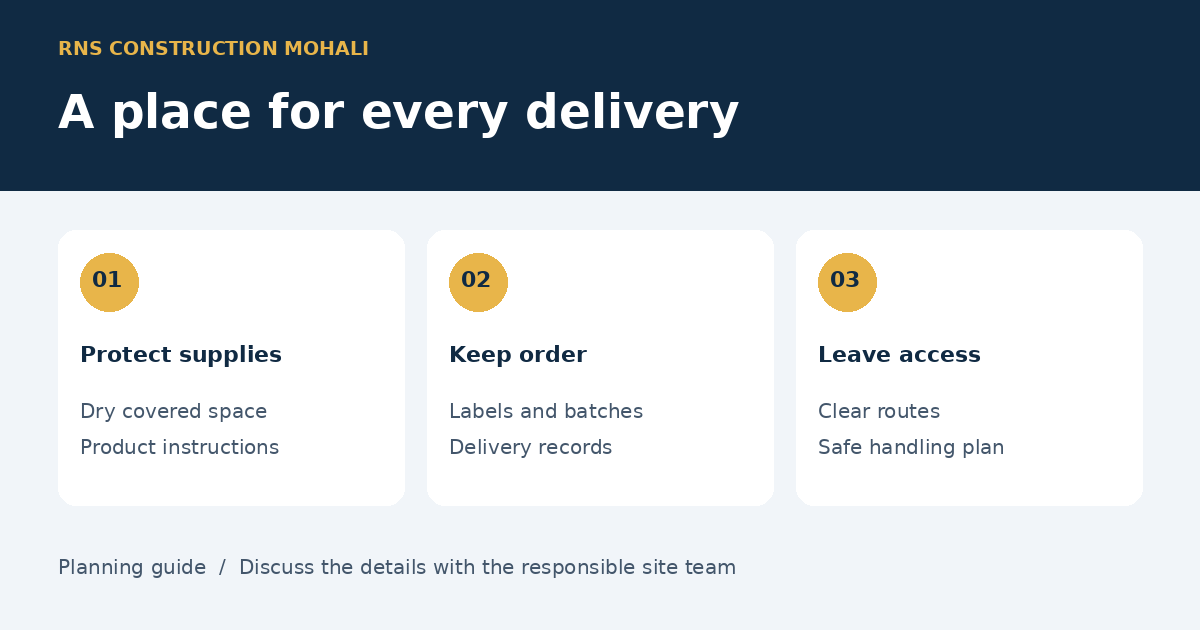 RNS CONSTRUCTION MOHALI
A place for every delivery
01
Protect supplies
Dry covered space
Product instructions
02
Keep order
Labels and batches
Delivery records
03
Leave access
Clear routes
Safe handling plan
Planning guide / Discuss the details with the responsible site team